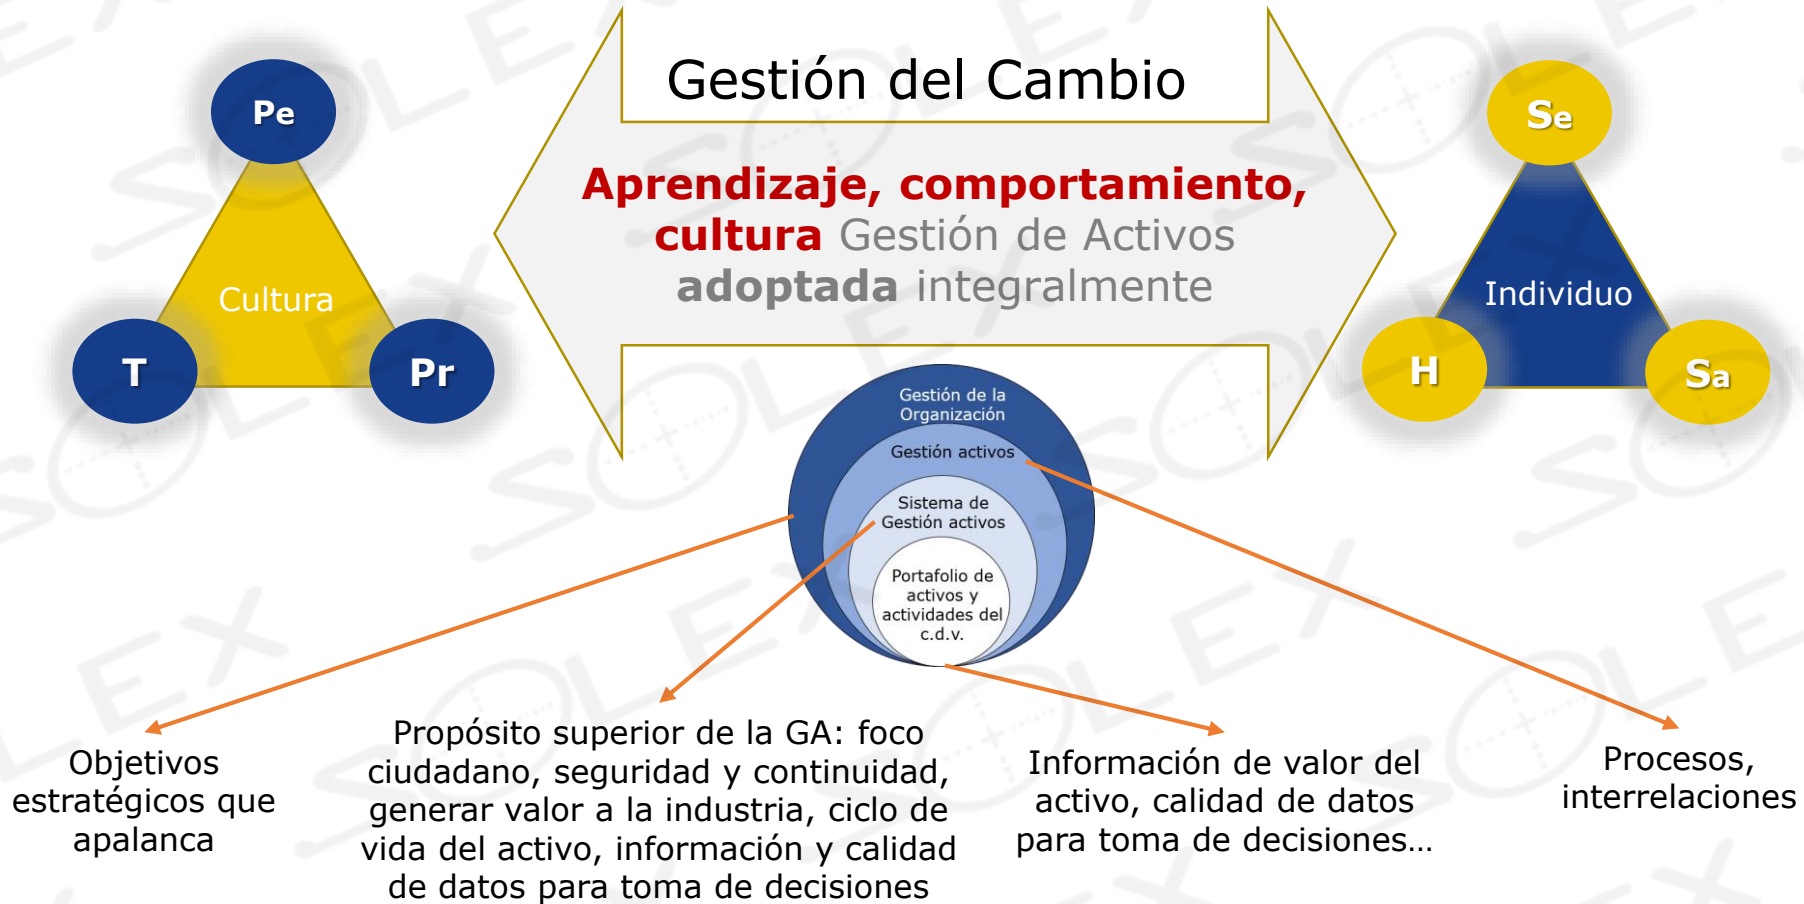 Gestión del Cambio
Pe
Cultura
T
Pr
Aprendizaje, comportamiento,
cultura Gestión de Activos
adoptada integralmente
Se
Individuo
H
Sa
Gestión de la
Organización
Gestión activos
Sistema de
Gestión activos
Portafolio de
activos y
actividades del
c.d.v.
Objetivos
estratégicos que
apalanca
Propósito superior de la GA: foco
ciudadano, seguridad y continuidad,
generar valor a la industria, ciclo de
vida del activo, información y calidad
de datos para toma de decisiones
Información de valor del
activo, calidad de datos
para toma de decisiones…
Procesos,
interrelaciones
SOLEX